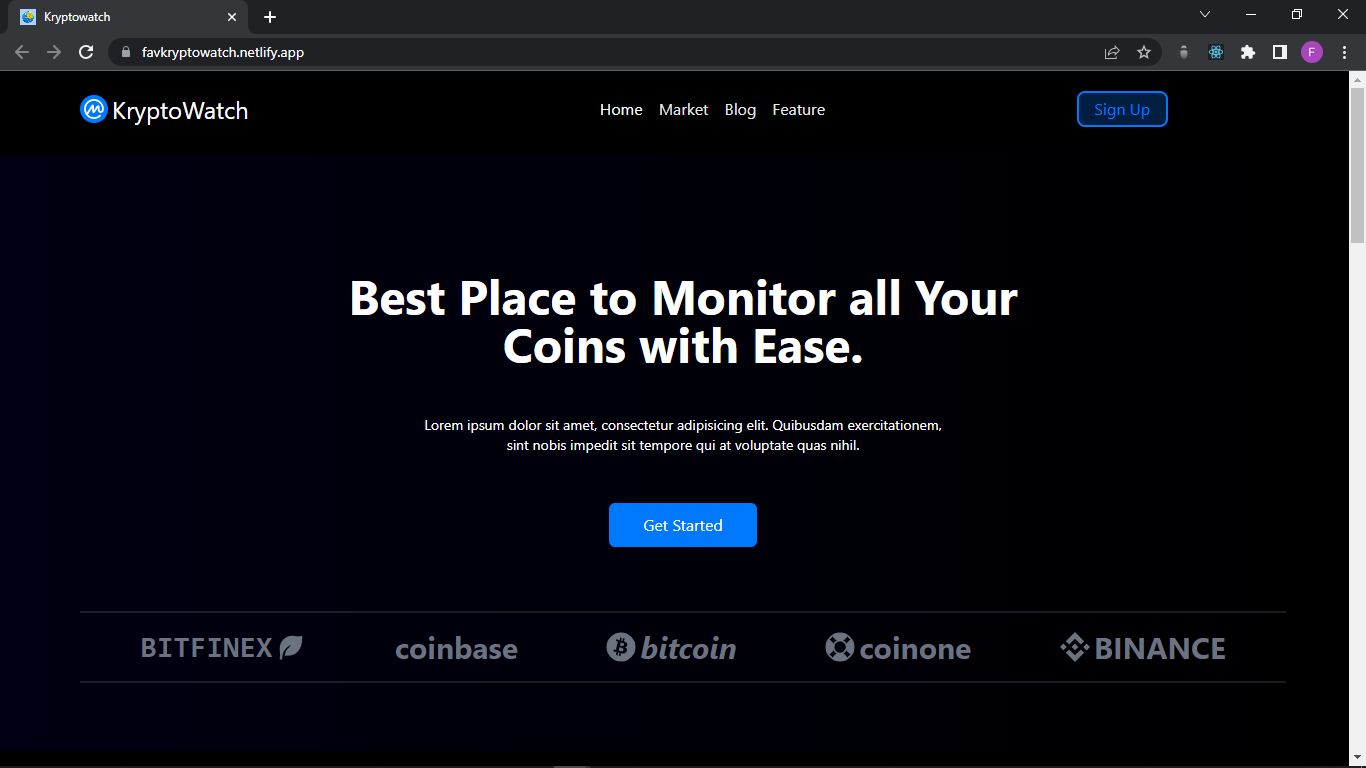 Kryptowatch
favkryptowatch.netlify.app
F
KryptoWatch
Home Market Blog Feature
Sign Up
Best Place to Monitor all Your
Coins with Ease.
Lorem ipsum dolor sit amet, consectetur adipisicing elit. Quibusdam exercitationem,
sint nobis impedit sit tempore qui at voluptate quas nihil.
Get Started
BITFINEX coinbase bitcoin coinone BINANCE